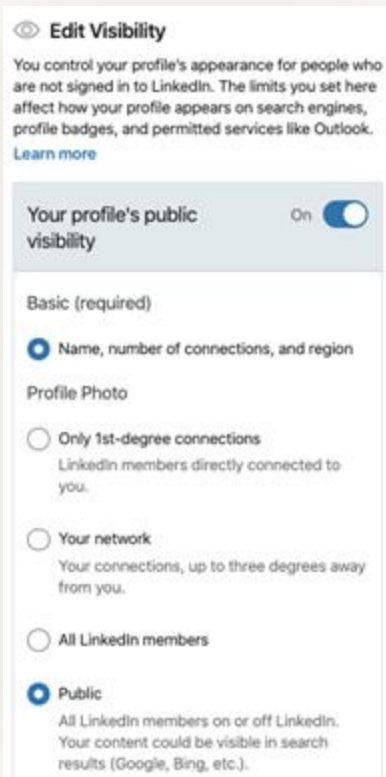 Edit Visibility
You control your profile's appearance for people who
are not signed in to LinkedIn. The limits you set here
affect how your profile appears on search engines,
profile badges, and permitted services like Outlook.
Learn more
Your profile's public
visibility
On
Basic (required)
Name, number of connections, and region
Profile Photo
Only 1st-degree connections
LinkedIn members directly connected to
you.
Your network
Your connections, up to three degrees away
from you.
All LinkedIn members
Public
All LinkedIn members on or off LinkedIn.
Your content could be visible in search
results (Google, Bing, etc.).